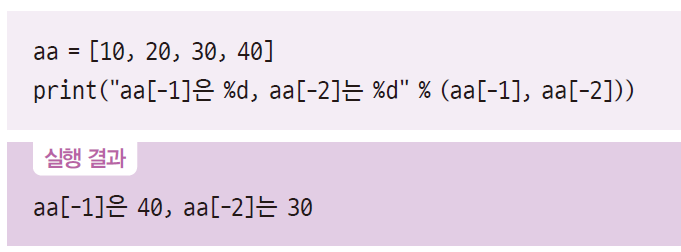 aa = [10, 20, 30, 40]
print("aa[-1]은 %d, aa[-2]는 %d" % (aa[-1], aa[-2]))
실행 결과
aa[-1]은 40, aa[-2]는 30